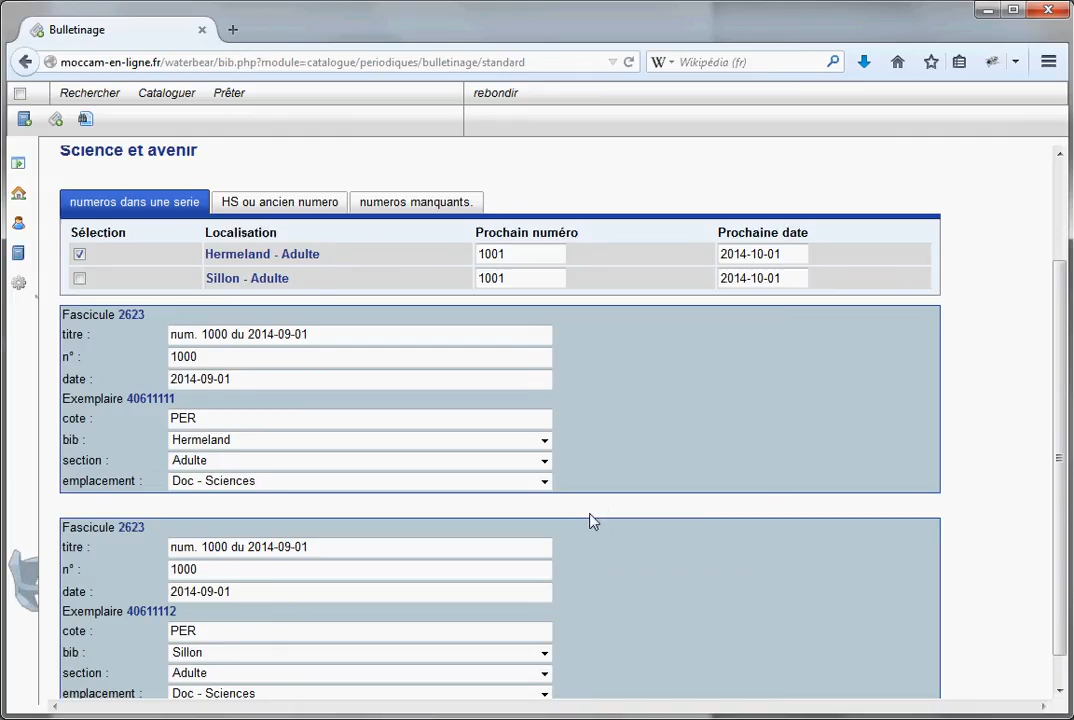 Bulletinage
moccam-en-ligne.fr/waterbear/bib.php?module=catalogue/periodiques/bulletinage/standard
W Wikipédia (fr)
Rechercher Cataloguer Prêter rebondir
Science et avenir
numeros dans une serie HS ou ancien numero numeros manquants.
Sélection Localisation Prochain numéro Prochaine date
Hermeland - Adulte 1001 2014-10-01
Sillon - Adulte 1001 2014-10-01
Fascicule 2623
titre : num. 1000 du 2014-09-01
n° : 1000
date : 2014-09-01
Exemplaire 40611111
cote : PER
bib : Hermeland
section : Adulte
emplacement : Doc - Sciences
Fascicule 2623
titre : num. 1000 du 2014-09-01
n° : 1000
date : 2014-09-01
Exemplaire 40611112
cote : PER
bib : Sillon
section : Adulte
emplacement : Doc - Sciences